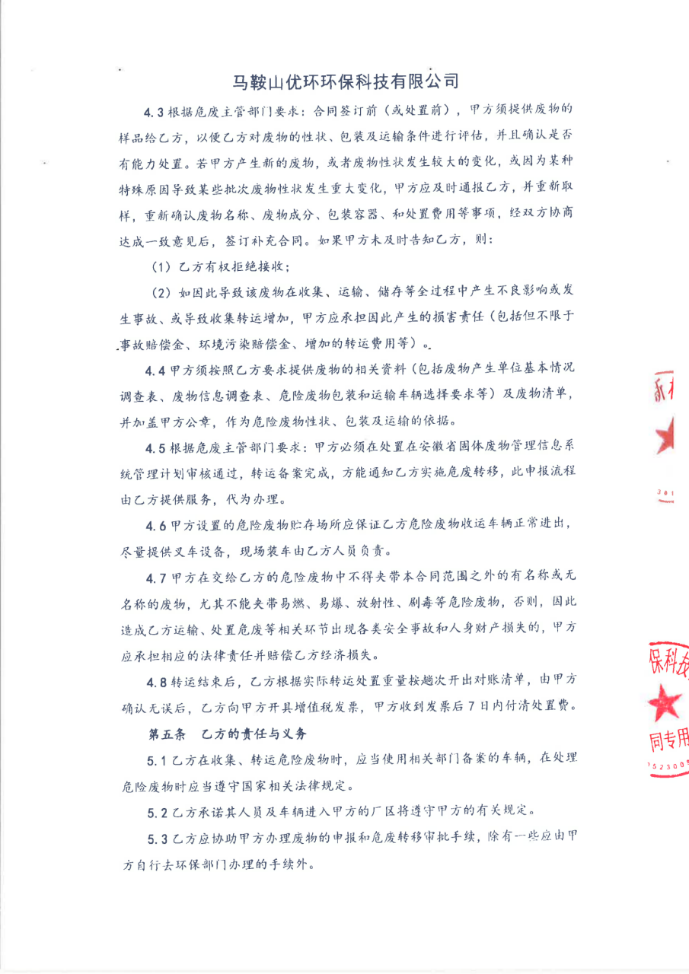 马鞍山优环环保科技有限公司
4.3 根据危废主管部门要求：合同签订前（或处置前），甲方须提供废物的
样品给乙方，以便乙方对废物的性状、包装及运输条件进行评估，并且确认是否
有能力处置。若甲方产生新的废物，或者废物性状发生较大的变化，或因为某种
特殊原因导致某些批次废物性状发生重大变化，甲方应及时通报乙方，并重新取
样，重新确认废物名称、废物成分、包装容器、和处置费用等事项，经双方协商
达成一致意见后，签订补充合同。如果甲方未及时告知乙方，则：
（1）乙方有权拒绝接收；
（2）如因此导致该废物在收集、运输、储存等全过程中产生不良影响或发
生事故、或导致收集转运增加，甲方应承担因此产生的损害责任（包括但不限于
事故赔偿金、环境污染赔偿金、增加的转运费用等）。
4.4 甲方须按照乙方要求提供废物的相关资料（包括废物产生单位基本情况
调查表、废物信息调查表、危险废物包装和运输车辆选择要求等）及废物清单，
并加盖甲方公章，作为危险废物性状、包装及运输的依据。
4.5 根据危废主管部门要求：甲方必须在处置在安徽省固体废物管理信息系
统管理计划审核通过，转运备案完成，方能通知乙方实施危废转移，此申报流程
由乙方提供服务，代为办理。
4.6 甲方设置的危险废物贮存场所应保证乙方危险废物收运车辆正常进出，
尽量提供叉车设备，现场装车由乙方人员负责。
4.7 甲方在交给乙方的危险废物中不得夹带本合同范围之外的有名称或无
名称的废物，尤其不能夹带易燃、易爆、放射性、剧毒等危险废物，否则，因此
造成乙方运输、处置危废等相关环节出现各类安全事故和人身财产损失的，甲方
应承担相应的法律责任并赔偿乙方经济损失。
4.8 转运结束后，乙方根据实际转运处置重量按趟次开出对账清单，由甲方
确认无误后，乙方向甲方开具增值税发票，甲方收到发票后 7 日内付清处置费。
第五条 乙方的责任与义务
5.1 乙方在收集、转运危险废物时，应当使用相关部门备案的车辆，在处理
危险废物时应当遵守国家相关法律规定。
5.2 乙方承诺其人员及车辆进入甲方的厂区将遵守甲方的有关规定。
5.3 乙方应协助甲方办理废物的申报和危废转移审批手续，除有一些应由甲
方自行去环保部门办理的手续外。
保科技
同专用